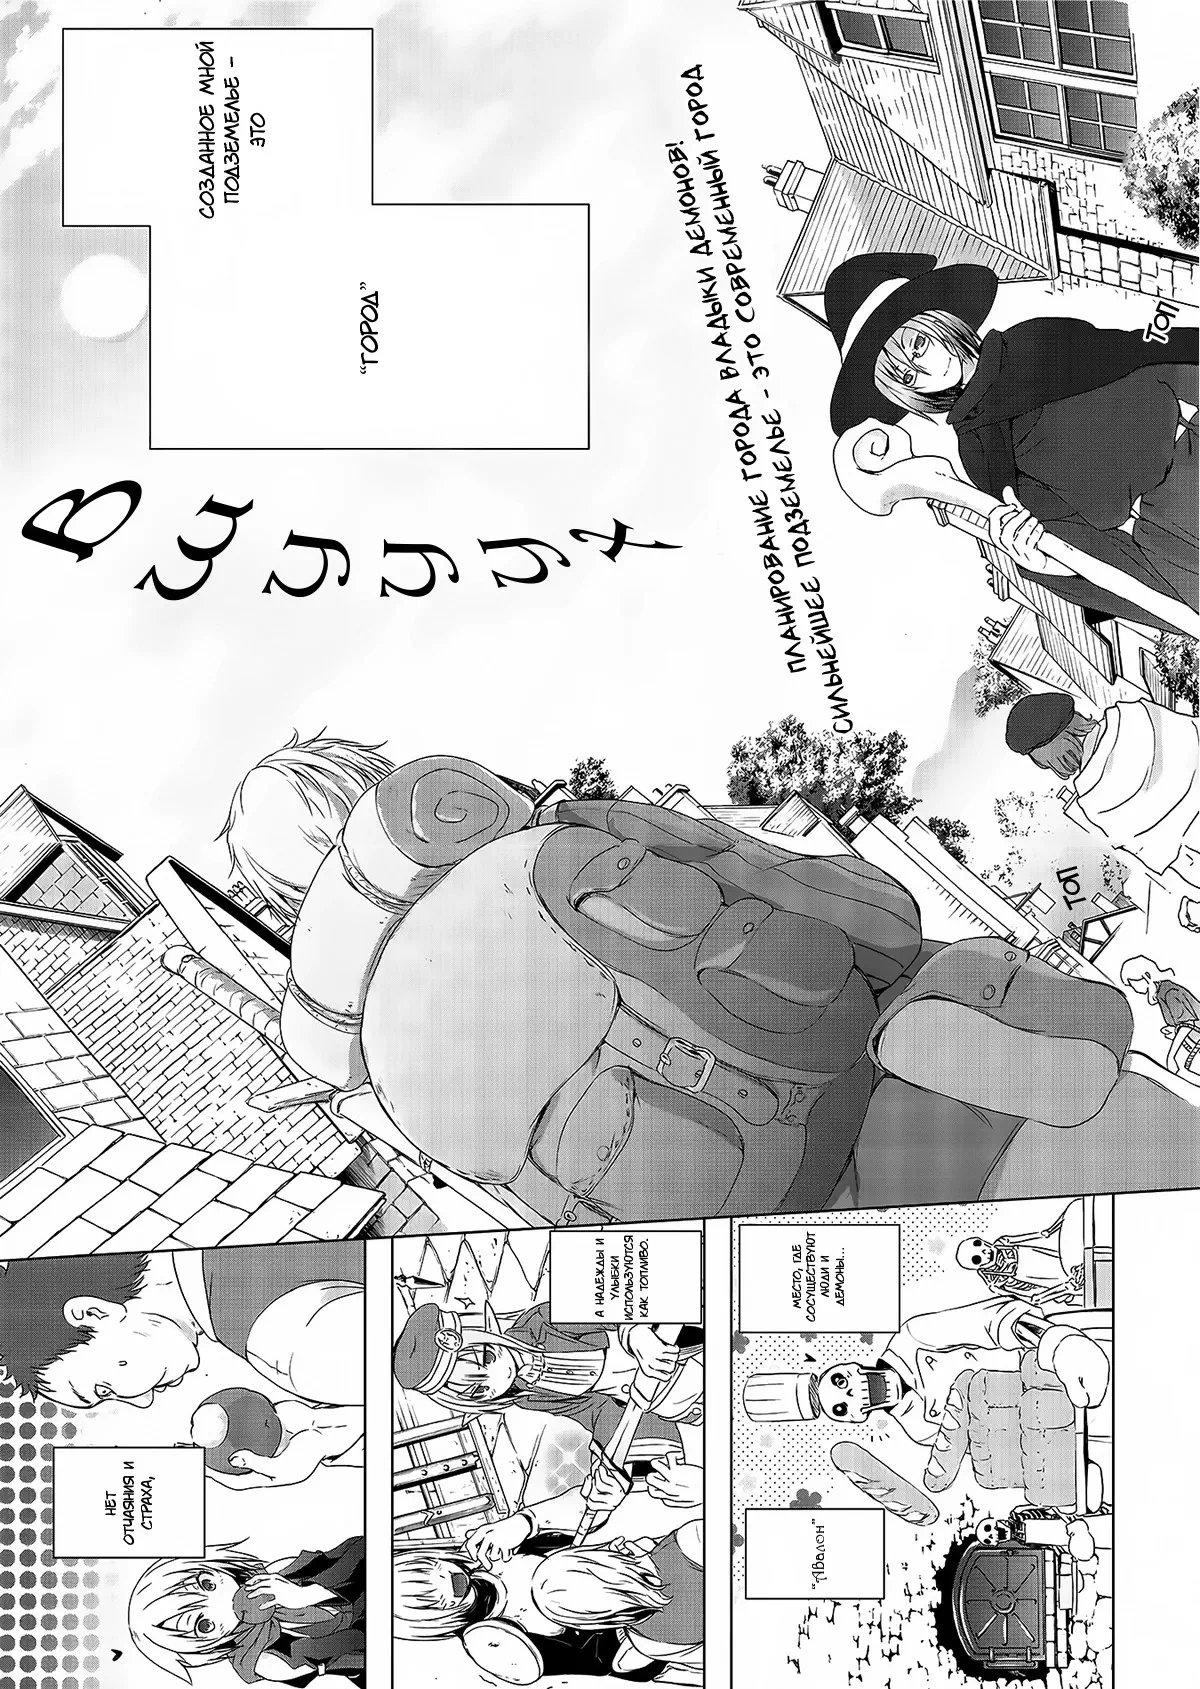 СОЗДАННОЕ МНОЙ
ПОДЗЕМЕЛЬЕ –
ЭТО
“ГОРОД”
Вшууух
ПЛАНИРОВАНИЕ ГОРОДА ВЛАДЫКИ ДЕМОНОВ!
СИЛЬНЕЙШЕЕ ПОДЗЕМЕЛЬЕ - ЭТО СОВРЕМЕННЫЙ ГОРОД
ТОП
ТОП
НЕТ
ОТЧАЯНИЯ И
СТРАХА,
А НАДЕЖДЫ И
УЛЫБКИ
ИСПОЛЬЗУЮТСЯ
КАК ТОПЛИВО.
МЕСТО, ГДЕ
СОСУЩЕСТВУЮТ
ЛЮДИ И
ДЕМОНЫ...
“Авалон”